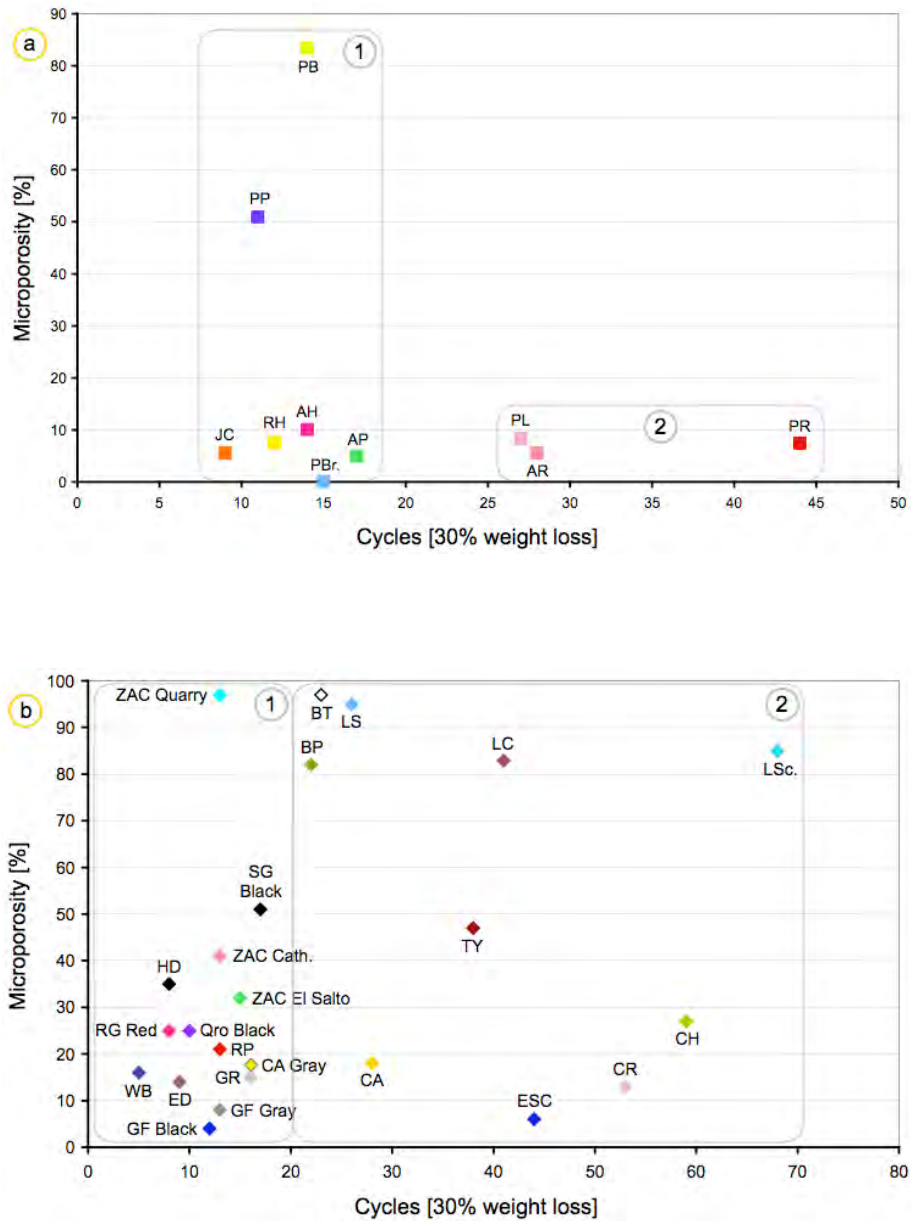 a
Microporosity [%]
90
80
70
60
50
40
30
20
10
0
1
PB
PP
JC
RH
AH
PBr.
AP
PL
AR
2
PR
0 5 10 15 20 25 30 35 40 45 50
Cycles [30% weight loss]
b
Microporosity [%]
100
90
80
70
60
50
40
30
20
10
0
ZAC Quarry
1
BT
LS
2
BP
LC
LSc.
SG
Black
TY
ZAC Cath.
HD
ZAC El Salto
RG Red
Qro Black
RP
CA Gray
GR
WB
ED
GF Gray
GF Black
CA
ESC
CR
CH
0 10 20 30 40 50 60 70 80
Cycles [30% weight loss]